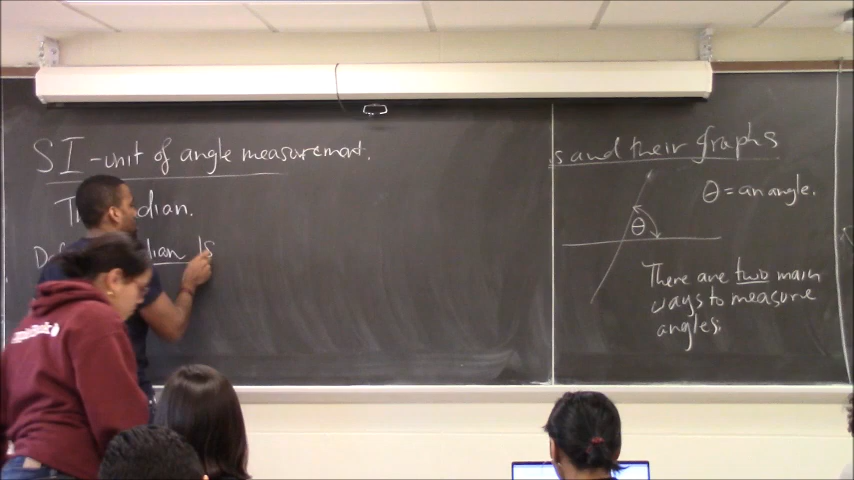 SI - unit of angle measurement.
dian.
dian is
s and their graphs
θ = an angle.
θ
There are two main
ways to measure
angles: